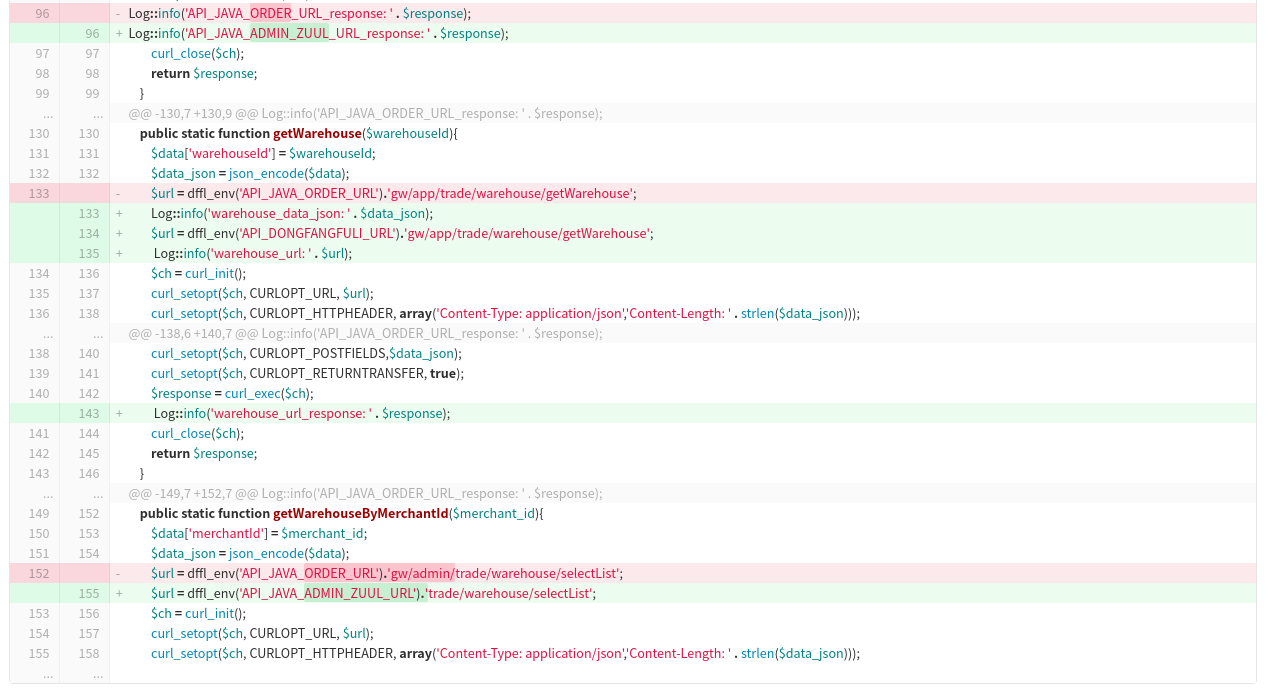 96 - Log::info('API_JAVA_ORDER_URL_response: ' . $response);
96 + Log::info('API_JAVA_ADMIN_ZUUL_URL_response: ' . $response);
97 97 curl_close($ch);
98 98 return $response;
99 99 }
... ... @@ -130,7 +130,9 @@ Log::info('API_JAVA_ORDER_URL_response: ' . $response);
130 130 public static function getWarehouse($warehouseId){
131 131 $data['warehouseId'] = $warehouseId;
132 132 $data_json = json_encode($data);
133 - $url = dffl_env('API_JAVA_ORDER_URL').'gw/app/trade/warehouse/getWarehouse';
133 + Log::info('warehouse_data_json: ' . $data_json);
134 + $url = dffl_env('API_DONGFANGFULI_URL').'gw/app/trade/warehouse/getWarehouse';
135 + Log::info('warehouse_url: ' . $url);
134 136 $ch = curl_init();
135 137 curl_setopt($ch, CURLOPT_URL, $url);
136 138 curl_setopt($ch, CURLOPT_HTTPHEADER, array('Content-Type: application/json','Content-Length: ' . strlen($data_json)));
... ... @@ -138,6 +140,7 @@ Log::info('API_JAVA_ORDER_URL_response: ' . $response);
138 140 curl_setopt($ch, CURLOPT_POSTFIELDS,$data_json);
139 141 curl_setopt($ch, CURLOPT_RETURNTRANSFER, true);
140 142 $response = curl_exec($ch);
143 + Log::info('warehouse_url_response: ' . $response);
141 144 curl_close($ch);
142 145 return $response;
143 146 }
... ... @@ -149,7 +152,7 @@ Log::info('API_JAVA_ORDER_URL_response: ' . $response);
149 152 public static function getWarehouseByMerchantId($merchant_id){
150 153 $data['merchantId'] = $merchant_id;
151 154 $data_json = json_encode($data);
152 - $url = dffl_env('API_JAVA_ORDER_URL').'gw/admin/trade/warehouse/selectList';
155 + $url = dffl_env('API_JAVA_ADMIN_ZUUL_URL').'trade/warehouse/selectList';
153 156 $ch = curl_init();
154 157 curl_setopt($ch, CURLOPT_URL, $url);
155 158 curl_setopt($ch, CURLOPT_HTTPHEADER, array('Content-Type: application/json','Content-Length: ' . strlen($data_json)));
... ...